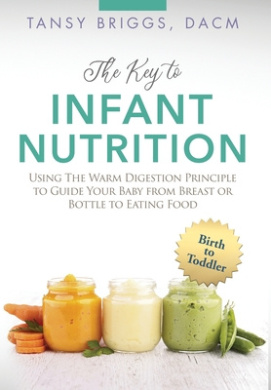 TANSY BRIGGS, DACM
The Key to
INFANT
NUTRITION
USING THE WARM DIGESTION PRINCIPLE
TO GUIDE YOUR BABY FROM BREAST OR
BOTTLE TO EATING FOOD
Birth
to
Toddler